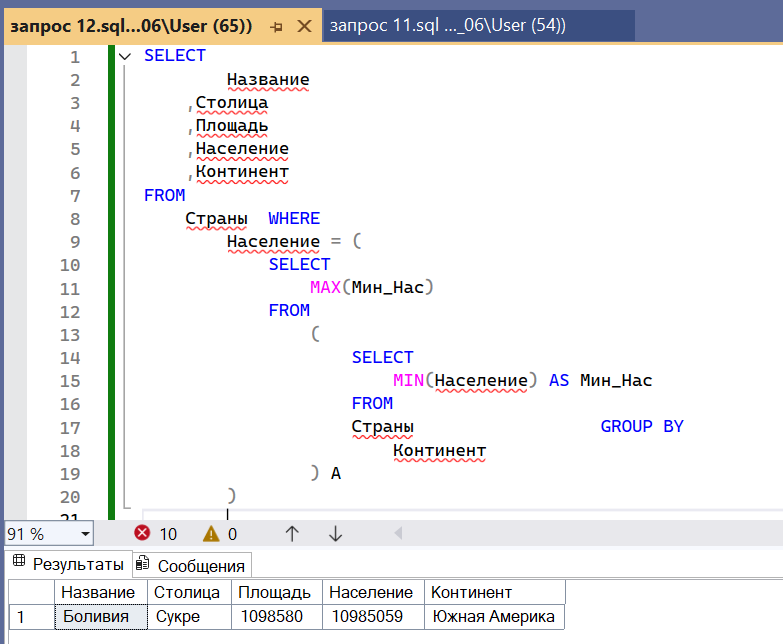 запрос 12.sql...06\User (65)) запрос 11.sql ..._06\User (54))
1 SELECT
2 Название
3 ,Столица
4 ,Площадь
5 ,Население
6 ,Континент
7 FROM
8 Страны WHERE
9 Население = (
10 SELECT
11 MAX(Мин_Нас)
12 FROM
13 (
14 SELECT
15 MIN(Население) AS Мин_Нас
16 FROM
17 Страны GROUP BY
18 Континент
19 ) A
20 )
21
91 % 10 0
Результаты Сообщения
Название Столица Площадь Население Континент
1 Боливия Сукре 1098580 10985059 Южная Америка